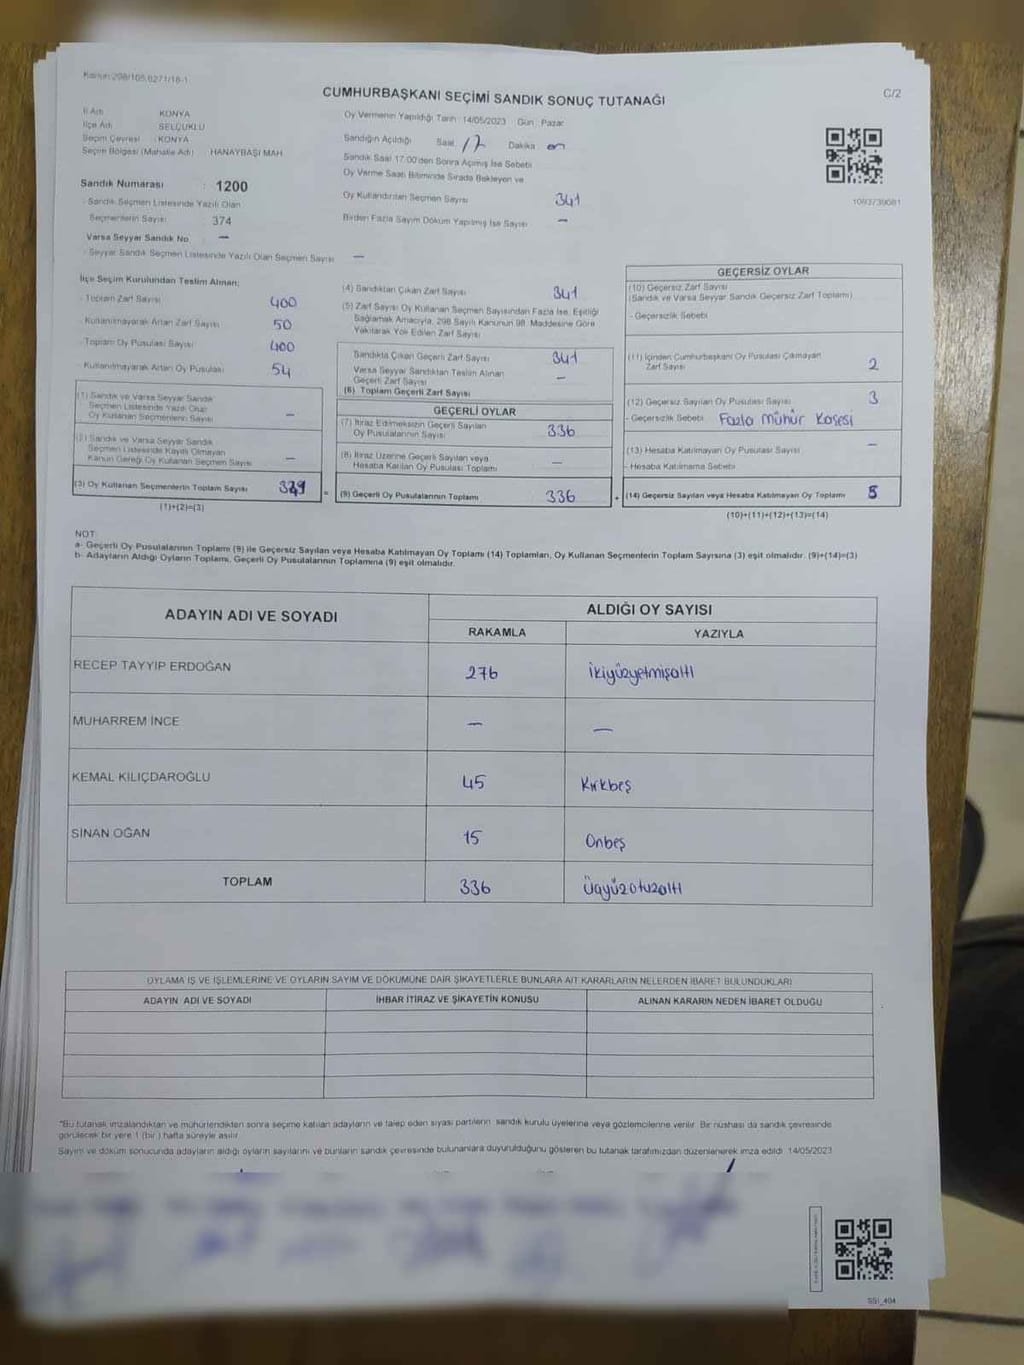 Kanun:298/105,6271/18-1
C/2
CUMHURBAŞKANI SEÇİMİ SANDIK SONUÇ TUTANAĞI
İl Adı : KONYA
İlçe Adı : SELÇUKLU
Seçim Çevresi : KONYA
Seçim Bölgesi (Mahalle Adı) : HANAYBAŞI MAH
Sandık Numarası : 1200
- Sandık Seçmen Listesinde Yazılı Olan
Seçmenlerin Sayısı 374
Varsa Seyyar Sandık No —
- Seyyar Sandık Seçmen Listesinde Yazılı Olan Seçmen Sayısı —
Oy Vermenin Yapıldığı Tarih : 14/05/2023 Gün : Pazar
Sandığın Açıldığı Saat 17 Dakika
Sandık Saat 17:00'den Sonra Açılmış İse Sebebi
Oy Verme Saati Bitiminde Sırada Bekleyen ve
Oy Kullandırılan Seçmen Sayısı 341
Birden Fazla Sayım Döküm Yapılmış İse Sayısı —
1093739081
İlçe Seçim Kurulundan Teslim Alınan;
- Toplam Zarf Sayısı 400
- Kullanılmayarak Artan Zarf Sayısı 50
- Toplam Oy Pusulası Sayısı 400
- Kullanılmayarak Artan Oy Pusulası 54
(1) Sandık ve Varsa Seyyar Sandık
Seçmen Listesinde Yazılı Olup
Oy Kullanan Seçmenlerin Sayısı —
(2) Sandık ve Varsa Seyyar Sandık
Seçmen Listesinde Kayıtlı Olmayan
Kanun Gereği Oy Kullanan Seçmen Sayısı —
(3) Oy Kullanan Seçmenlerin Toplam Sayısı
(1)+(2)=(3)
(4) Sandıktan Çıkan Zarf Sayısı 341
(5) Zarf Sayısı Oy Kullanan Seçmen Sayısından Fazla İse, Eşitliği
Sağlamak Amacıyla, 298 Sayılı Kanunun 98. Maddesine Göre
Yakılarak Yok Edilen Zarf Sayısı
Sandıkta Çıkan Geçerli Zarf Sayısı 341
Varsa Seyyar Sandıktan Teslim Alınan
Geçerli Zarf Sayısı —
(6) Toplam Geçerli Zarf Sayısı
GEÇERLİ OYLAR
(7) İtiraz Edilmeksizin Geçerli Sayılan
Oy Pusulalarının Sayısı 336
(8) İtiraz Üzerine Geçerli Sayılan veya
Hesaba Katılan Oy Pusulası Toplamı —
= (9) Geçerli Oy Pusulalarının Toplamı 336
GEÇERSİZ OYLAR
(10) Geçersiz Zarf Sayısı
(Sandık ve Varsa Seyyar Sandık Geçersiz Zarf Toplamı)
- Geçersizlik Sebebi
(11) İçinden Cumhurbaşkanı Oy Pusulası Çıkmayan
Zarf Sayısı 2
(12) Geçersiz Sayılan Oy Pusulası Sayısı 3
- Geçersizlik Sebebi Fazla Mühür Kaşesi
(13) Hesaba Katılmayan Oy Pusulası Sayısı —
- Hesaba Katılmama Sebebi
+ (14) Geçersiz Sayılan veya Hesaba Katılmayan Oy Toplamı 5
(10)+(11)+(12)+(13)=(14)
NOT
a- Geçerli Oy Pusulalarının Toplamı (9) ile Geçersiz Sayılan veya Hesaba Katılmayan Oy Toplamı (14) Toplamları, Oy Kullanan Seçmenlerin Toplam Sayısına (3) eşit olmalıdır. (9)+(14)=(3)
b- Adayların Aldığı Oyların Toplamı, Geçerli Oy Pusulalarının Toplamına (9) eşit olmalıdır.
ADAYIN ADI VE SOYADI ALDIĞI OY SAYISI
RAKAMLA YAZIYLA
RECEP TAYYİP ERDOĞAN 276 İkiyüzyetmişaltı
MUHARREM İNCE — —
KEMAL KILIÇDAROĞLU 45 Kırkbeş
SİNAN OĞAN 15 Onbeş
TOPLAM 336 Üçyüzotuzaltı
OYLAMA İŞ VE İŞLEMLERİNE VE OYLARIN SAYIM VE DÖKÜMÜNE DAİR ŞİKAYETLERLE BUNLARA AİT KARARLARIN NELERDEN İBARET BULUNDUKLARI
ADAYIN ADI VE SOYADI İHBAR İTİRAZ VE ŞİKAYETİN KONUSU ALINAN KARARIN NEDEN İBARET OLDUĞU
*Bu tutanak imzalandıktan ve mühürlendikten sonra seçime katılan adayların ve talep eden siyasi partilerin sandık kurulu üyelerine veya gözlemcilerine verilir. Bir nüshası da sandık çevresinde
görülecek bir yere 1 (bir ) hafta süreyle asılır.
Sayım ve döküm sonucunda adayların aldığı oyların sayılarını ve bunların sandık çevresinde bulunanlara duyurulduğunu gösteren bu tutanak tarafımızdan düzenlenerek imza edildi. 14/05/2023
SSI_404